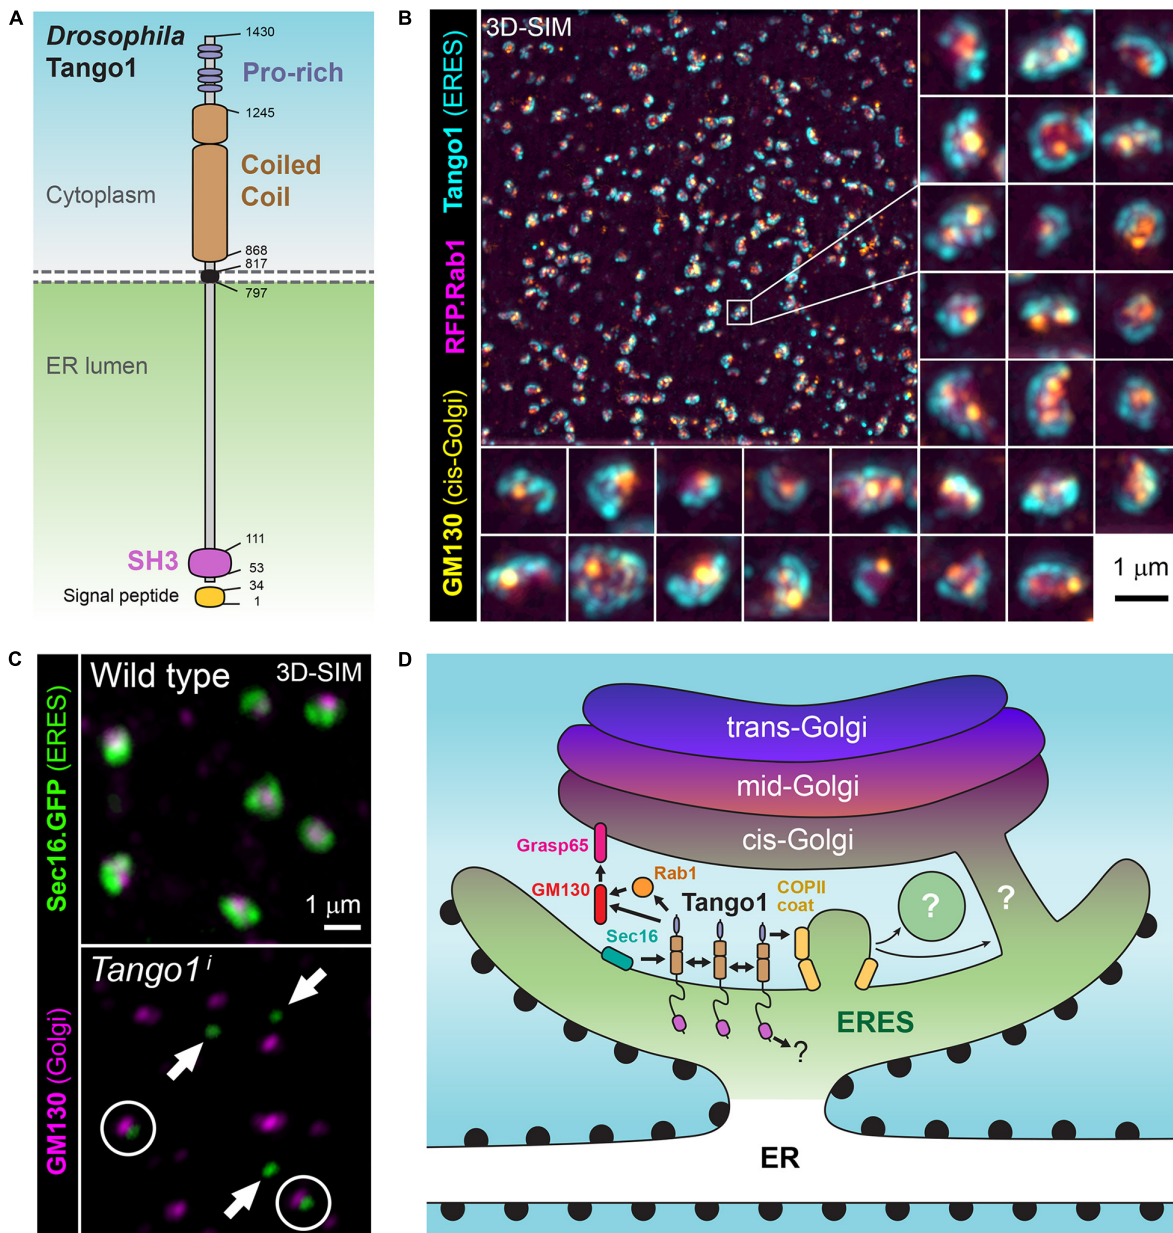 A
Drosophila
Tango1
1430
Pro-rich
1245
Coiled
Coil
Cytoplasm
868
817
797
ER lumen
111
SH3
53
34
Signal peptide
1
B
GM130 (cis-Golgi) RFP.Rab1 Tango1 (ERES)
3D-SIM
1 µm
C
GM130 (Golgi) Sec16.GFP (ERES)
Wild type
3D-SIM
1 µm
Tango1 i
D
trans-Golgi
mid-Golgi
cis-Golgi
Grasp65
Rab1
COPII
coat
GM130
Tango1
?
?
Sec16
ERES
?
ER